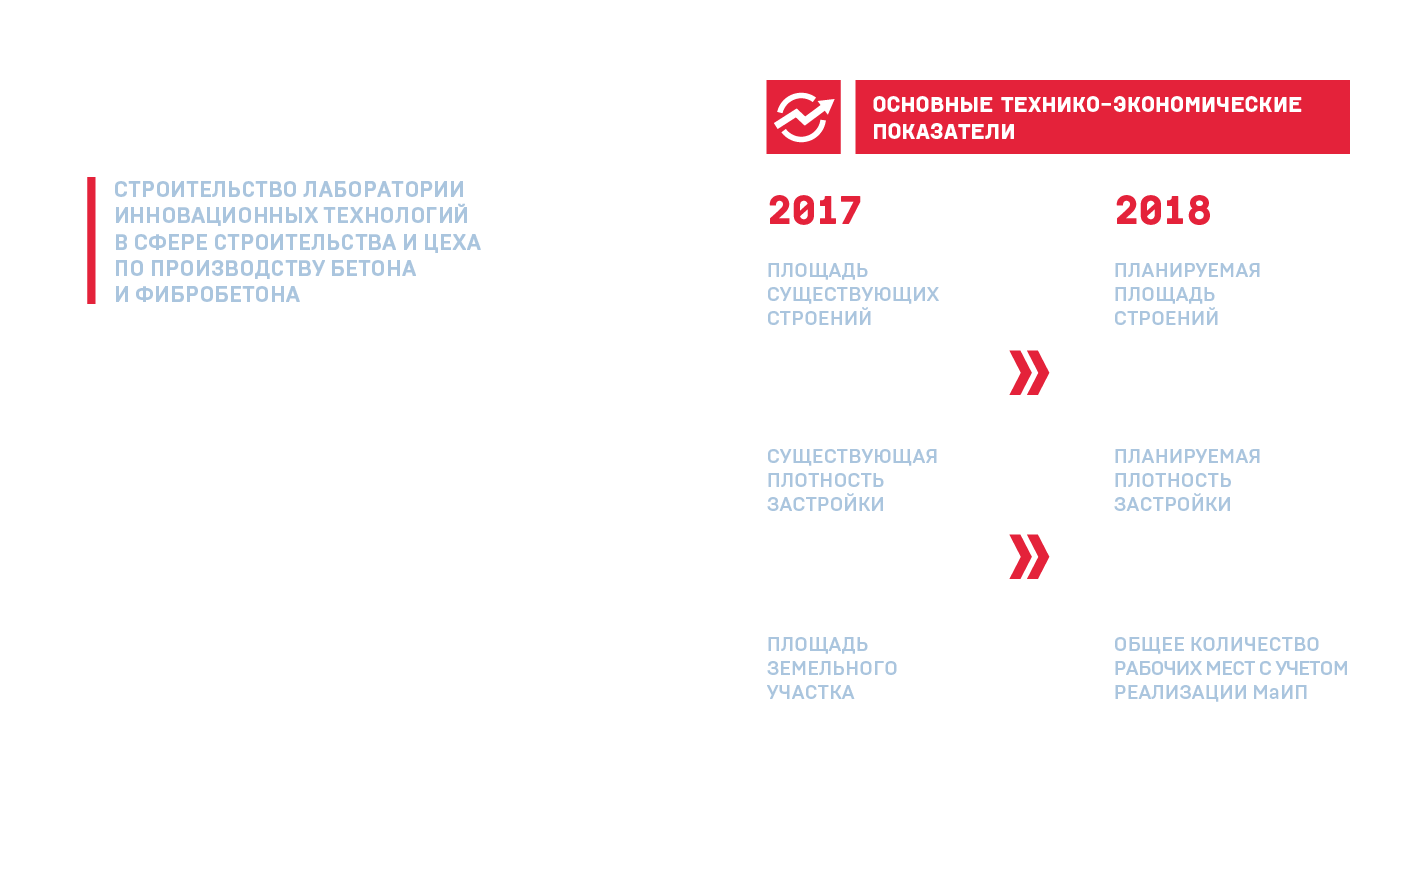 СТРОИТЕЛЬСТВО ЛАБОРАТОРИИ
ИННОВАЦИОННЫХ ТЕХНОЛОГИЙ
В СФЕРЕ СТРОИТЕЛЬСТВА И ЦЕХА
ПО ПРОИЗВОДСТВУ БЕТОНА
И ФИБРОБЕТОНА
ОСНОВНЫЕ ТЕХНИКО-ЭКОНОМИЧЕСКИЕ
ПОКАЗАТЕЛИ
2017
ПЛОЩАДЬ
СУЩЕСТВУЮЩИХ
СТРОЕНИЙ
2018
ПЛАНИРУЕМАЯ
ПЛОЩАДЬ
СТРОЕНИЙ
СУЩЕСТВУЮЩАЯ
ПЛОТНОСТЬ
ЗАСТРОЙКИ
ПЛАНИРУЕМАЯ
ПЛОТНОСТЬ
ЗАСТРОЙКИ
ПЛОЩАДЬ
ЗЕМЕЛЬНОГО
УЧАСТКА
ОБЩЕЕ КОЛИЧЕСТВО
РАБОЧИХ МЕСТ С УЧЕТОМ
РЕАЛИЗАЦИИ МаИП